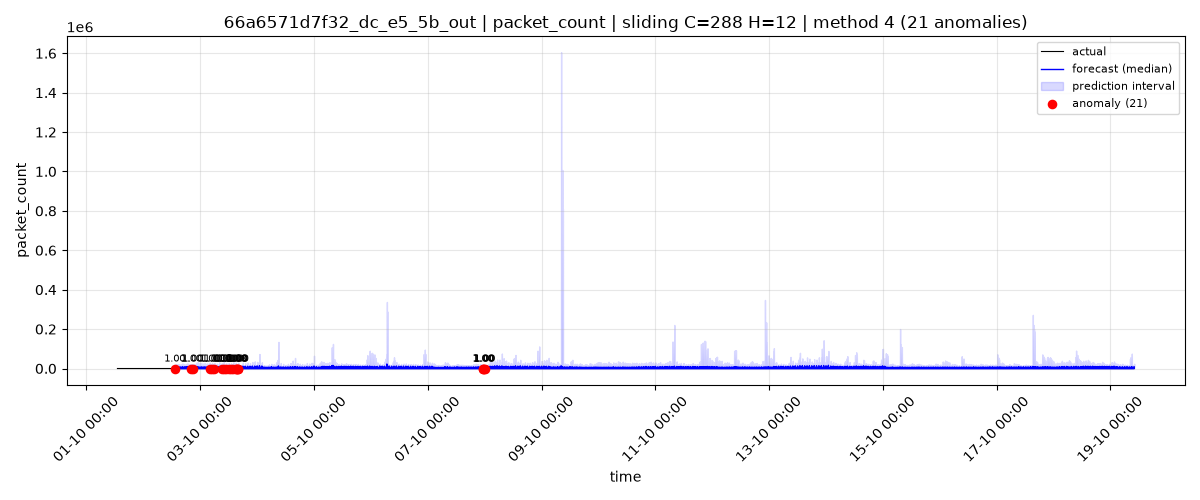 66a6571d7f32_dc_e5_5b_out | packet_count | sliding C=288 H=12 | method 4 (21 anomalies)
1e6
actual
forecast (median)
prediction interval
anomaly (21)
1.6
1.4
1.2
1.0
0.8
0.6
0.4
0.2
0.0
packet_count
1.00
1.00
01-10 00:00
03-10 00:00
05-10 00:00
07-10 00:00
09-10 00:00
11-10 00:00
13-10 00:00
15-10 00:00
17-10 00:00
19-10 00:00
time